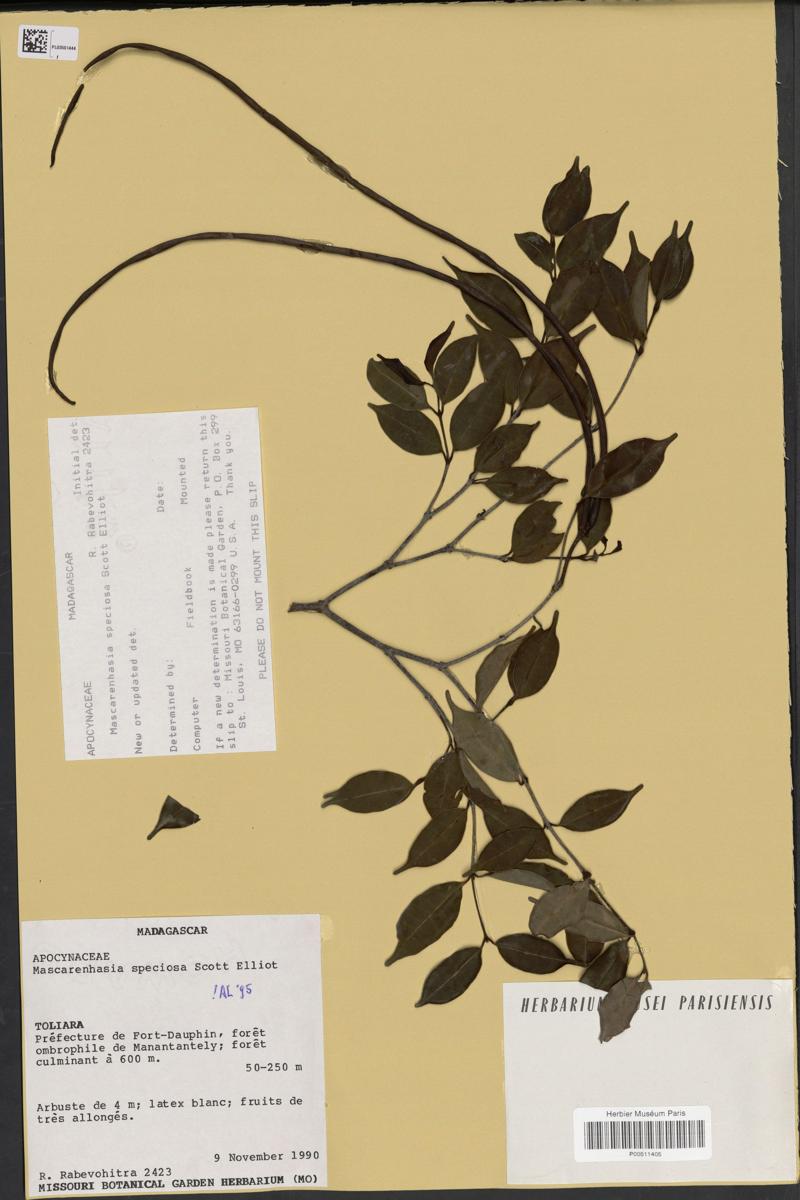 PL0501444
MADAGASCAR Initial det.
APOCYNACEAE R. Rabevohitra 2423
Mascarenhasia speciosa Scott Elliot
New or updated det.
Determined by: Date:
Computer Fieldbook Mounted
If a new determination is made please return this
slip to : Missouri Botanical Garden, P.O. Box 299
St. Louis, MO 63166-0299 U.S.A. Thank you.
PLEASE DO NOT MOUNT THIS SLIP
MADAGASCAR
APOCYNACEAE
Mascarenhasia speciosa Scott Elliot
!AL '95
TOLIARA
Préfecture de Fort-Dauphin, forêt
ombrophile de Manantantely; forêt
culminant à 600 m.
50-250 m
Arbuste de 4 m; latex blanc; fruits de
très allongés.
9 November 1990
R. Rabevohitra 2423
MISSOURI BOTANICAL GARDEN HERBARIUM (MO)
HERBARIUM SEI PARISIENSIS
Herbier Muséum Paris
P00511405